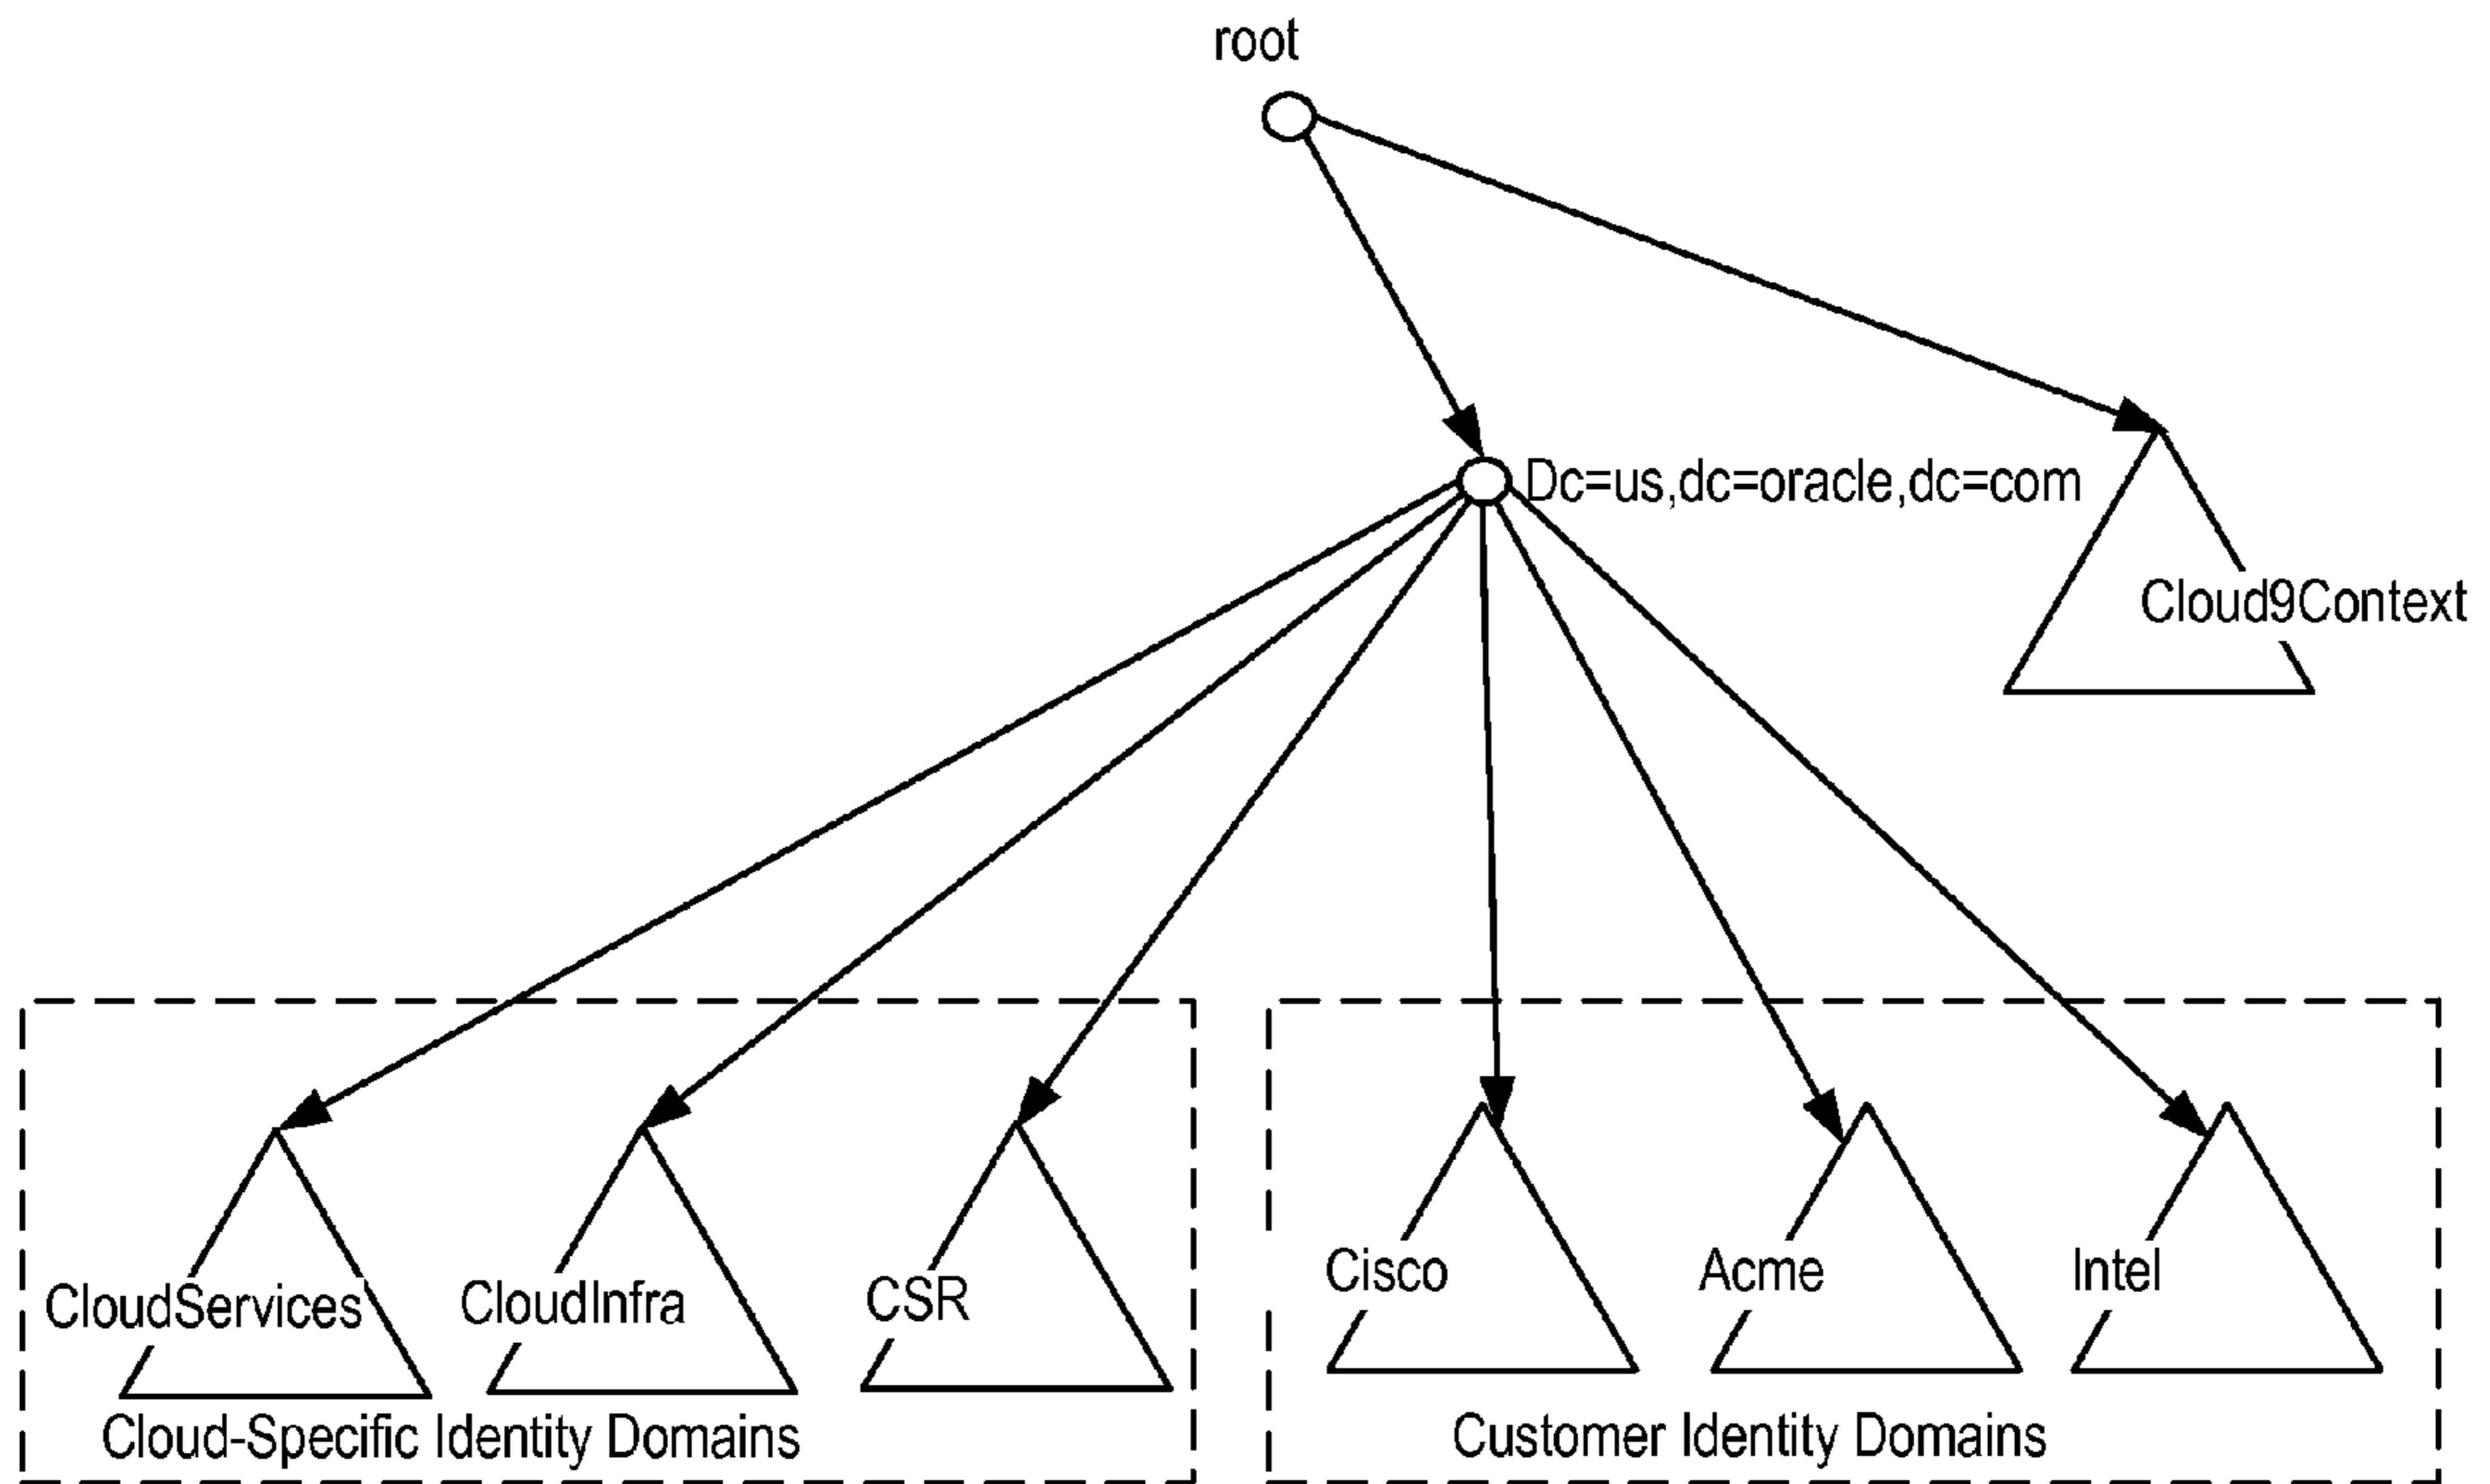 root
Dc=us,dc=oracle,dc=com
Cloud9Context
CloudServices
CloudInfra
CSR
Cisco
Acme
Intel
Cloud-Specific Identity Domains
Customer Identity Domains